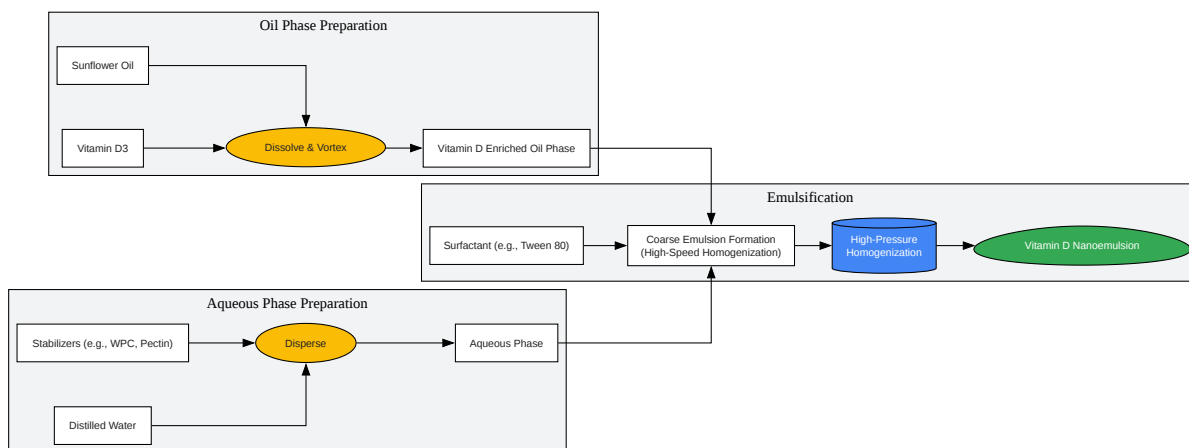 Oil Phase Preparation
Sunflower Oil
Vitamin D3
Dissolve & Vortex
Vitamin D Enriched Oil Phase
Emulsification
Surfactant (e.g., Tween 80)
Coarse Emulsion Formation
(High-Speed Homogenization)
High-Pressure
Homogenization
Vitamin D Nanoemulsion
Aqueous Phase Preparation
Stabilizers (e.g., WPC, Pectin)
Disperse
Aqueous Phase
Distilled Water